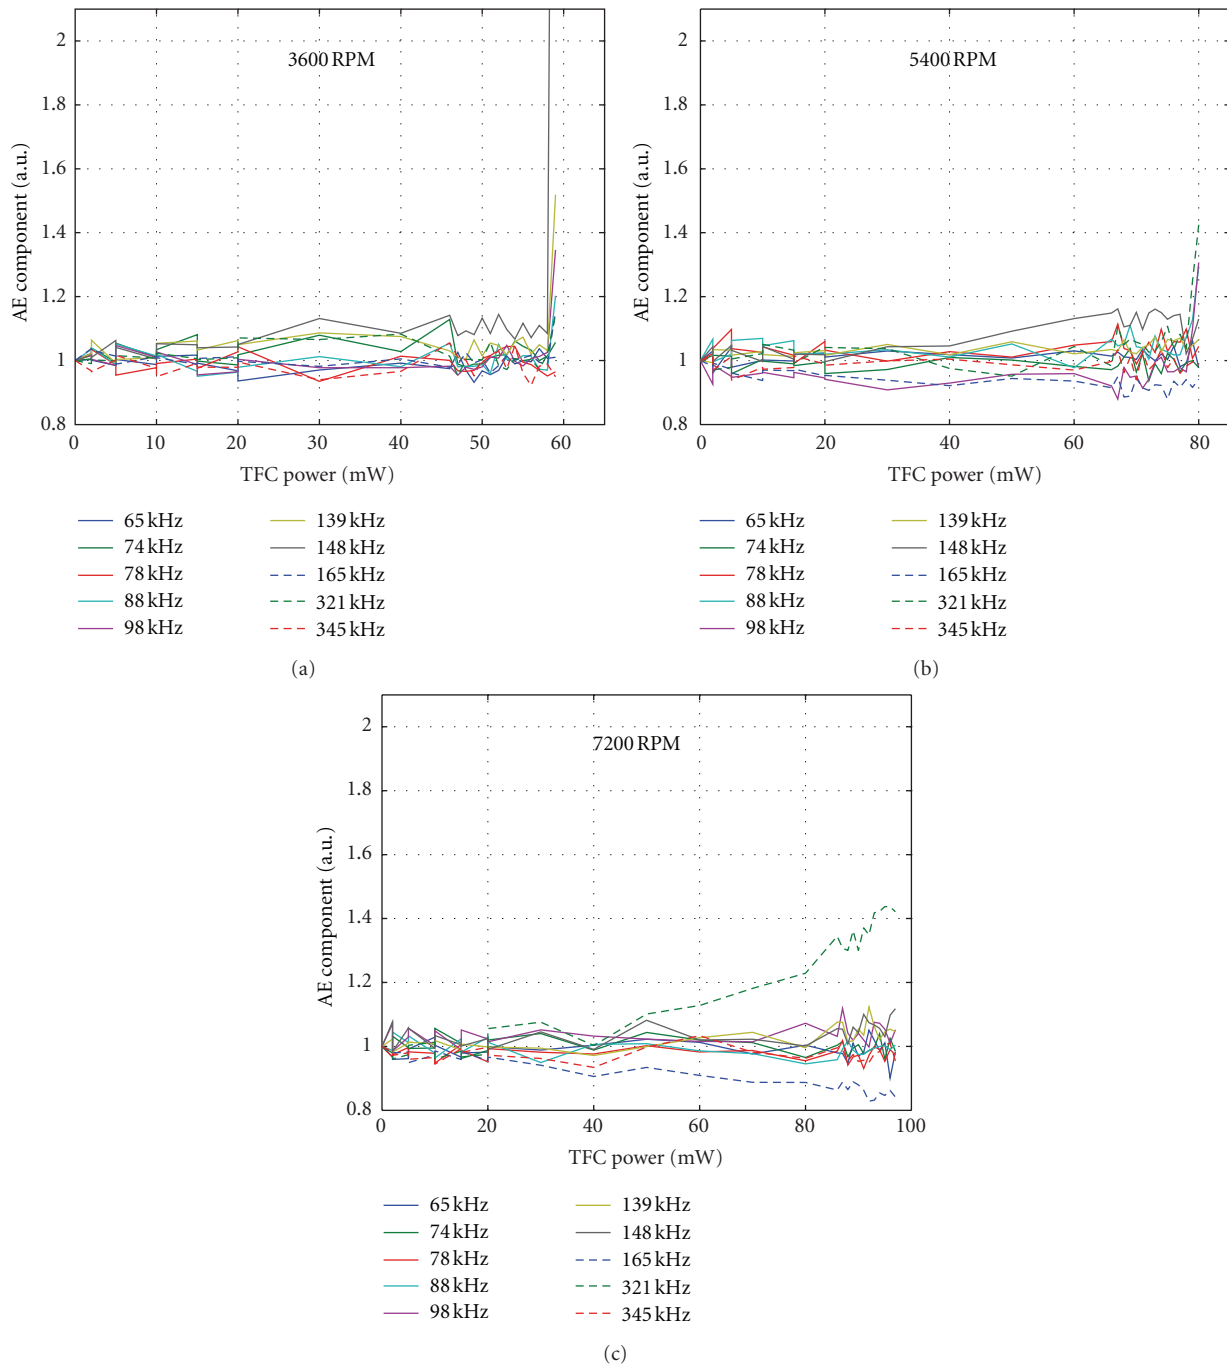 3600 RPM
AE component (a.u.)
2
1.8
1.6
1.4
1.2
1
0.8
0 10 20 30 40 50 60
TFC power (mW)
65 kHz
74 kHz
78 kHz
88 kHz
98 kHz
139 kHz
148 kHz
165 kHz
321 kHz
345 kHz
(a)
5400 RPM
AE component (a.u.)
2
1.8
1.6
1.4
1.2
1
0.8
0 20 40 60 80
TFC power (mW)
65 kHz
74 kHz
78 kHz
88 kHz
98 kHz
139 kHz
148 kHz
165 kHz
321 kHz
345 kHz
(b)
7200 RPM
AE component (a.u.)
2
1.8
1.6
1.4
1.2
1
0.8
0 20 40 60 80 100
TFC power (mW)
65 kHz
74 kHz
78 kHz
88 kHz
98 kHz
139 kHz
148 kHz
165 kHz
321 kHz
345 kHz
(c)